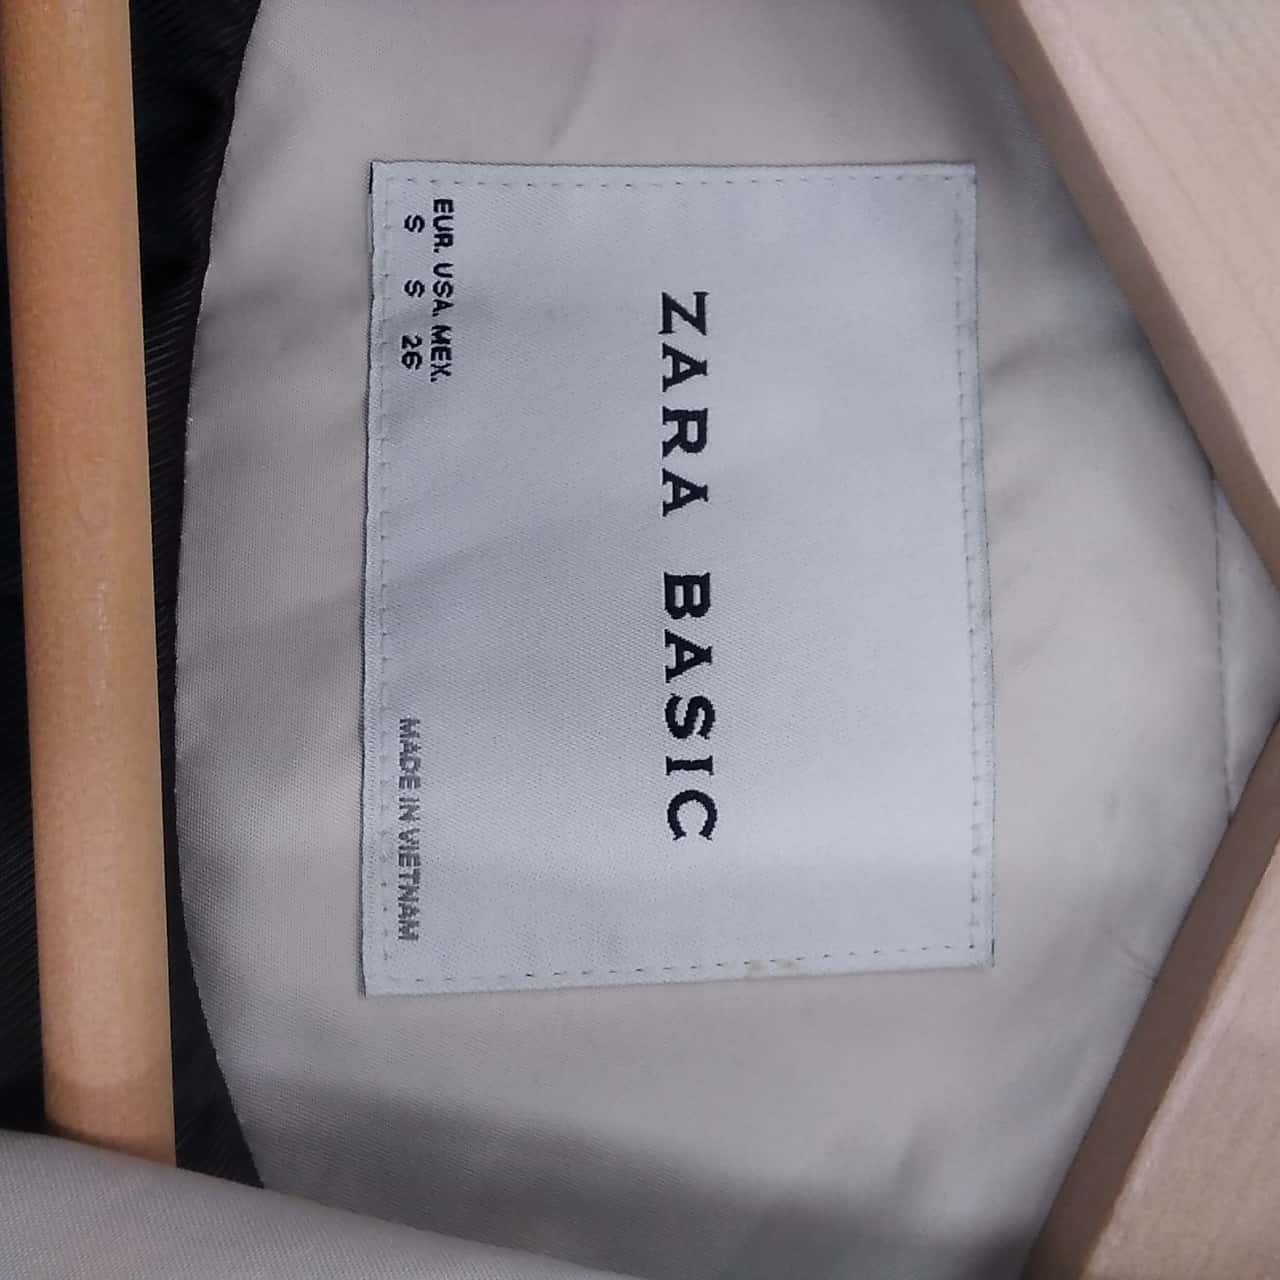 ZARA BASIC
EUR. USA. MEX.
S S 26
MADE IN VIETNAM